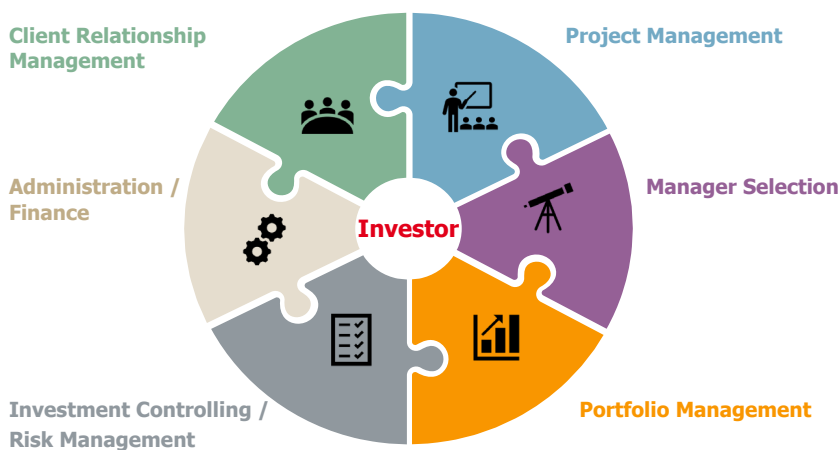 Client Relationship
Management
Project Management
Administration /
Finance
Investor
Manager Selection
Investment Controlling /
Risk Management
Portfolio Management